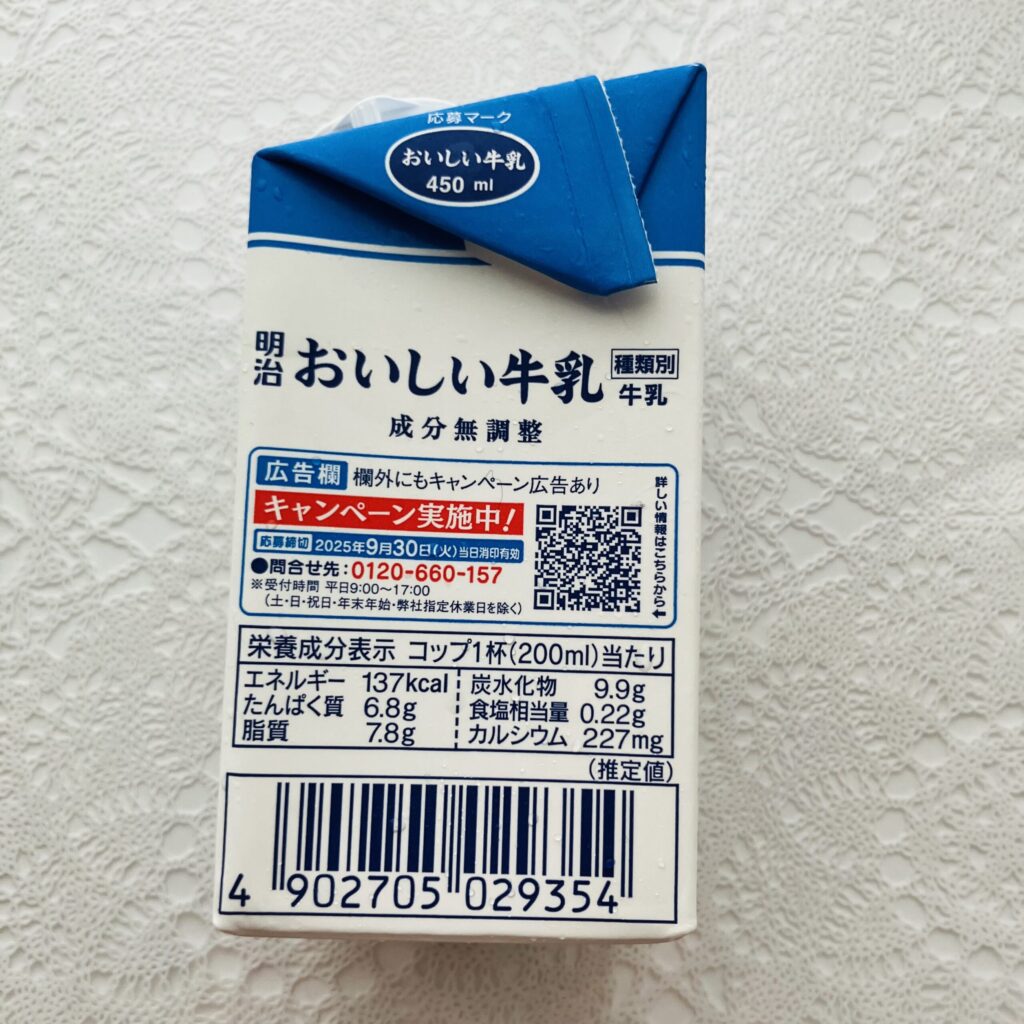 応募マーク
おいしい牛乳
450 ml
明治 おいしい牛乳 種類別
牛乳
成分無調整
広告欄 欄外にもキャンペーン広告あり
キャンペーン実施中!
応募締切 2025年9月30日(火)当日消印有効
●問合せ先:0120-660-157
※受付時間 平日9:00〜17:00
(土・日・祝日・年末年始・弊社指定休業日を除く)
詳しい情報はこちらから
栄養成分表示 コップ1杯(200ml)当たり
エネルギー 137kcal 炭水化物 9.9g
たんぱく質 6.8g 食塩相当量 0.22g
脂質 7.8g カルシウム 227mg
(推定値)
4 902705 029354